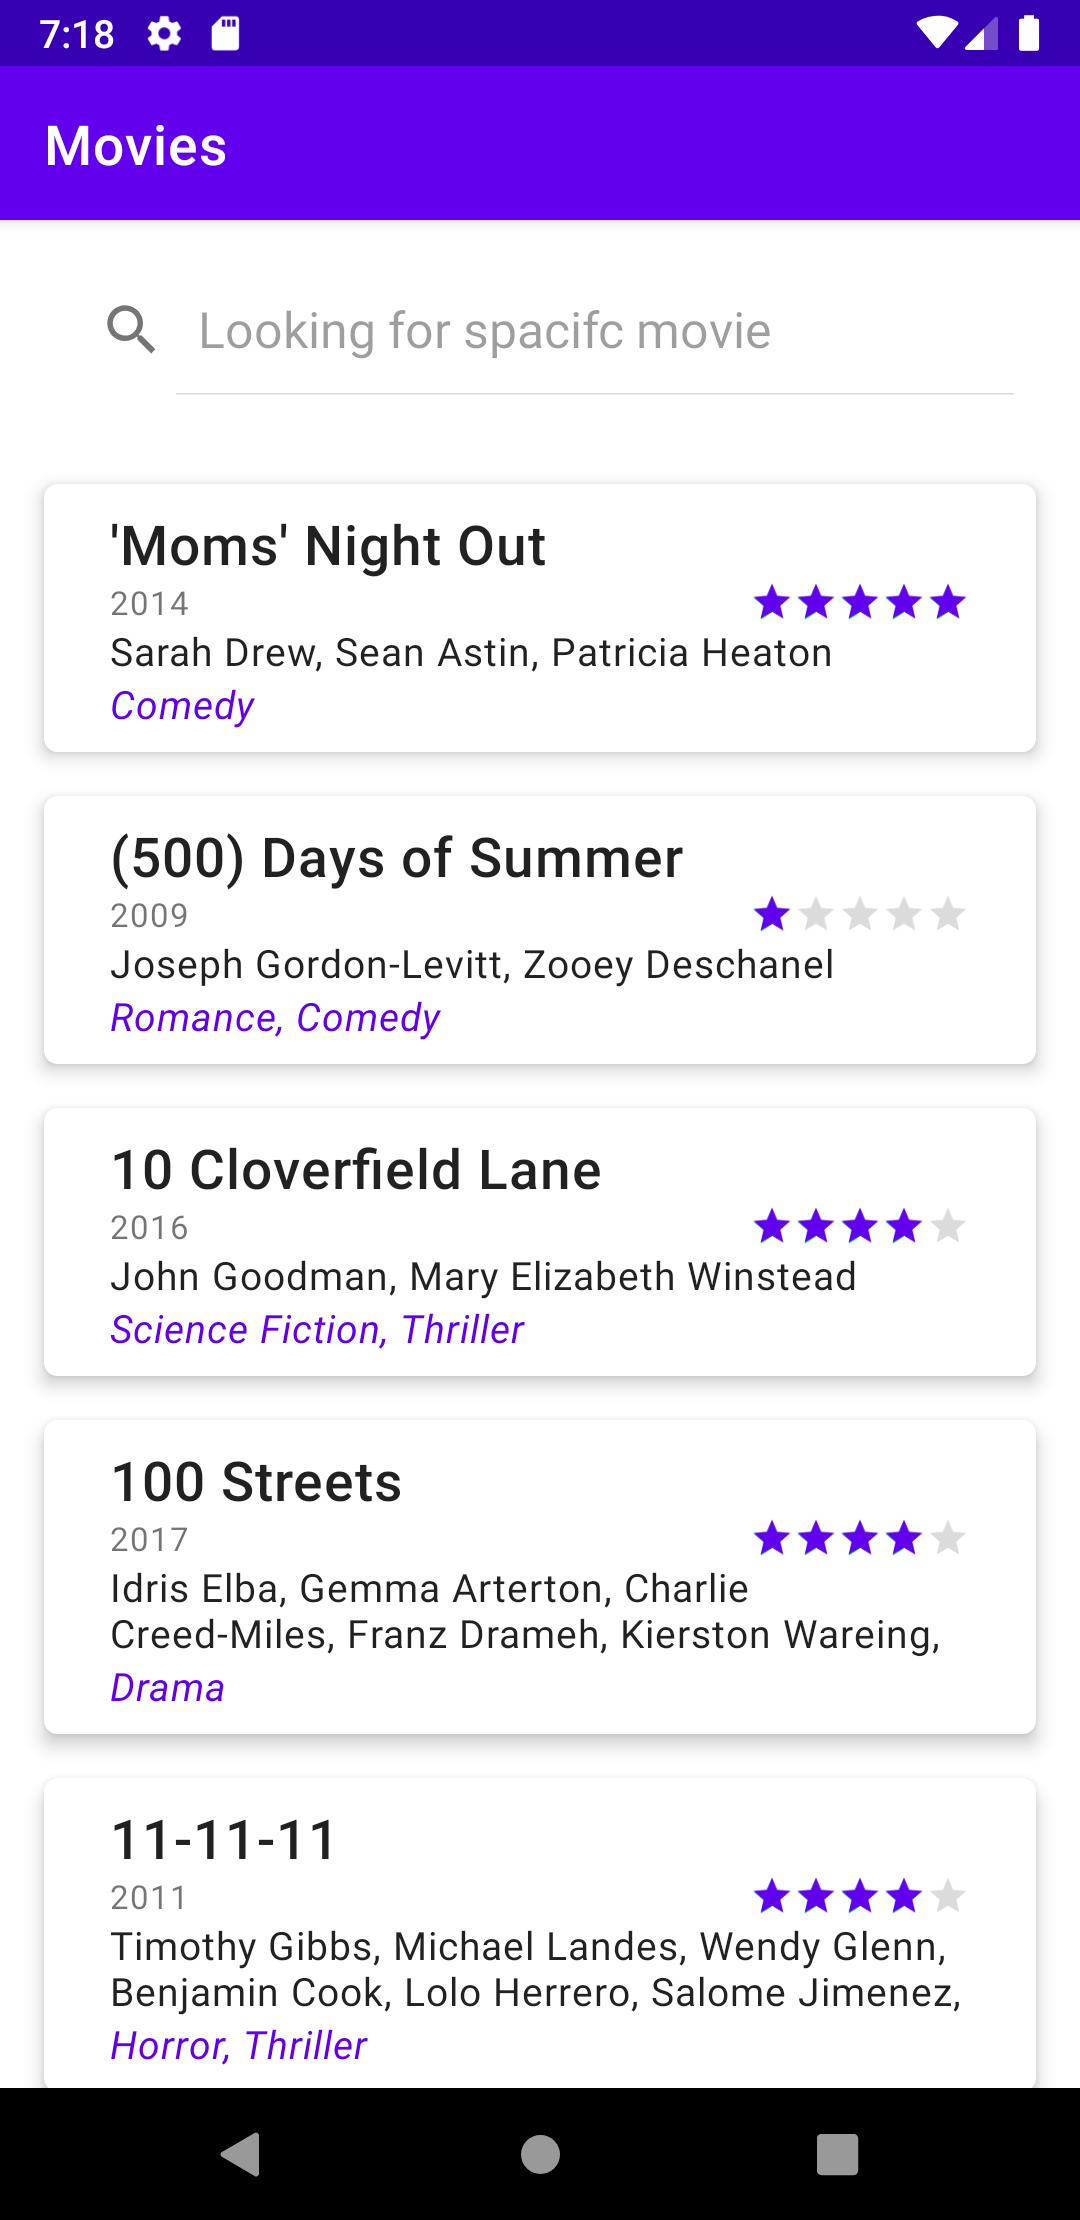 7:18
Movies
Looking for spacifc movie
'Moms' Night Out
2014
Sarah Drew, Sean Astin, Patricia Heaton
Comedy
(500) Days of Summer
2009
Joseph Gordon-Levitt, Zooey Deschanel
Romance, Comedy
10 Cloverfield Lane
2016
John Goodman, Mary Elizabeth Winstead
Science Fiction, Thriller
100 Streets
2017
Idris Elba, Gemma Arterton, Charlie
Creed-Miles, Franz Drameh, Kierston Wareing,
Drama
11-11-11
2011
Timothy Gibbs, Michael Landes, Wendy Glenn,
Benjamin Cook, Lolo Herrero, Salome Jimenez,
Horror, Thriller